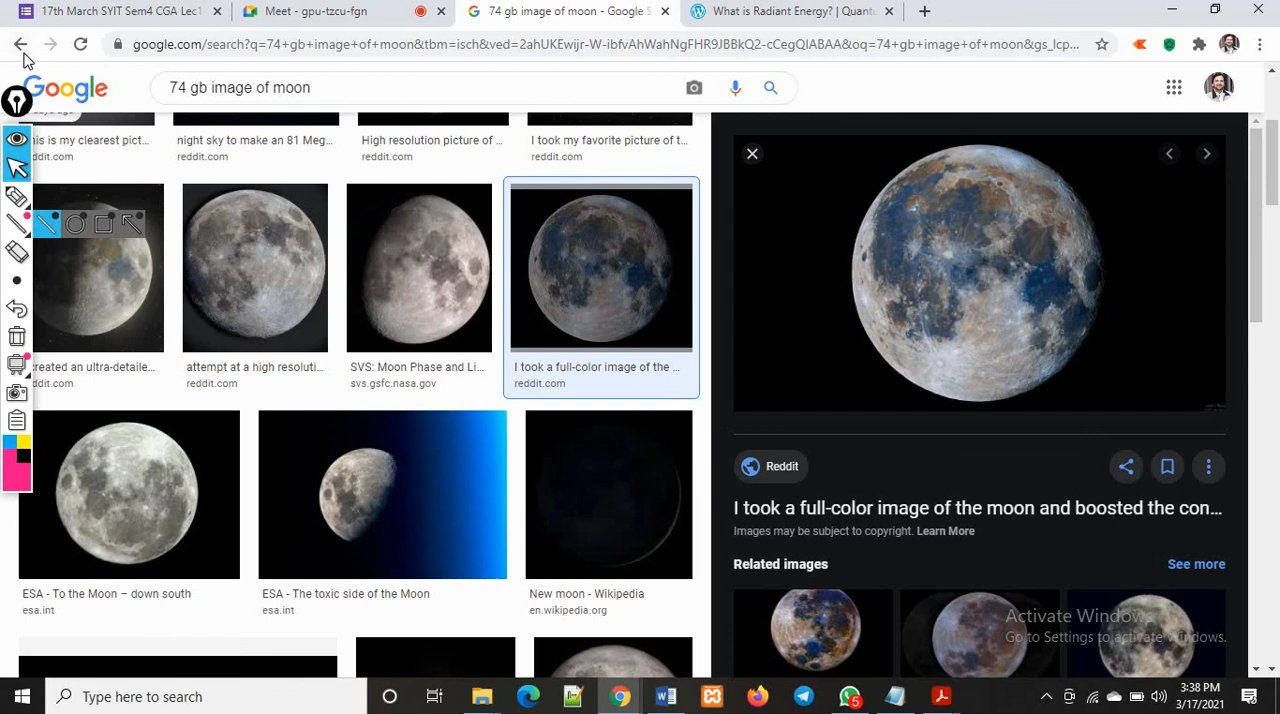 17th March SYIT Sem4 CGA Lec1
Meet - gpu-tzcu-fgn
74 gb image of moon - Google S
What is Radiant Energy? | Quantu
google.com/search?q=74+gb+image+of+moon&tbm=isch&ved=2ahUKEwijr-W-ibfvAhWahNgFHR9JBBkQ2-cCegQIABAA&oq=74+gb+image+of+moon&gs_lcp...
Google
74 gb image of moon
this is my clearest pict...
reddit.com
night sky to make an 81 Meg...
reddit.com
High resolution picture of ...
reddit.com
I took my favorite picture of t...
reddit.com
created an ultra-detaile...
reddit.com
attempt at a high resoluti...
reddit.com
SVS: Moon Phase and Li...
svs.gsfc.nasa.gov
I took a full-color image of the ...
reddit.com
Reddit
I took a full-color image of the moon and boosted the con...
Images may be subject to copyright. Learn More
Related images
See more
ESA - To the Moon – down south
esa.int
ESA - The toxic side of the Moon
esa.int
New moon - Wikipedia
en.wikipedia.org
Activate Windows
Go to Settings to activate Windows.
Type here to search
5
3:38 PM
3/17/2021